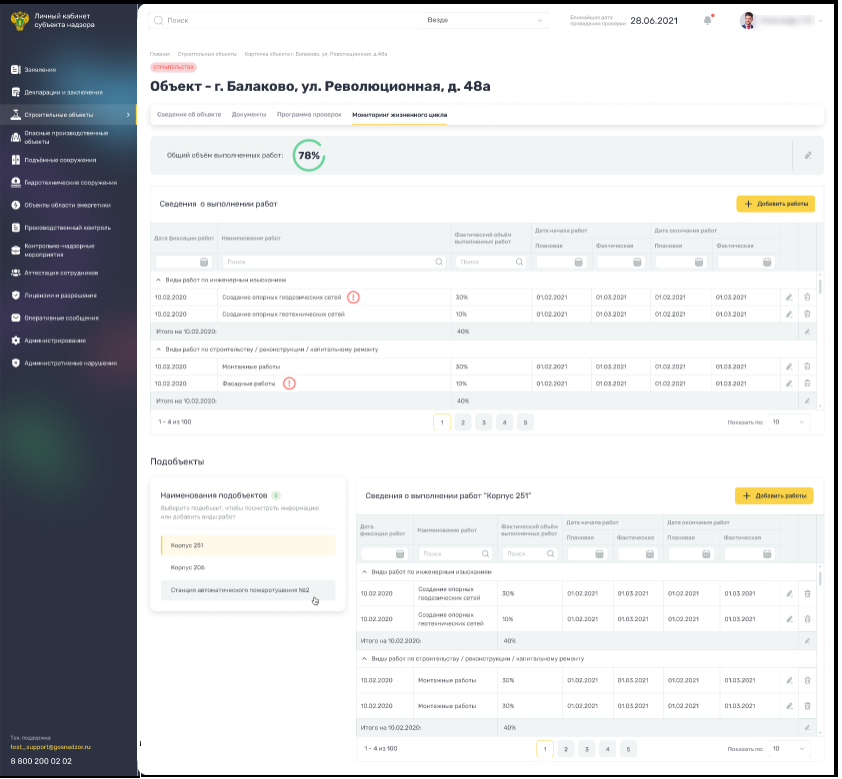 Личный кабинет
субъекта надзора
Заявления
Декларации и заключения
Строительные объекты
Опасные производственные
объекты
Подъёмные сооружения
Гидротехнические сооружения
Объекты области энергетики
Производственный контроль
Контрольно-надзорные
мероприятия
Аттестация сотрудников
Лицензии и разрешения
Оперативные сообщения
Администрирование
Административные нарушения
Тех. поддержка:
test_support@gosnadzor.ru
8 800 200 02 02
Поиск
Везде
Ближайшая дата
проведения проверки
28.06.2021
Главная Строительные объекты Карточка объекта г. Балаково, ул. Революционная, д.48а
СТРОИТЕЛЬСТВО
Объект - г. Балаково, ул. Революционная, д. 48а
Сведения об объекте Документы Программа проверок Мониторинг жизненного цикла
Общий объём выполненных работ: 78%
Сведения о выполнении работ
+ Добавить работы
Дата фиксации работ Наименование работ Фактический объём выполненных работ Дата начала работ Дата окончания работ
Плановая Фактическая Плановая Фактическая
Поиск Поиск
Виды работ по инженерным изысканиям
10.02.2020 Создание опорных геодезических сетей 30% 01.02.2021 01.03.2021 01.02.2021 01.03.2021
10.02.2020 Создание опорных геотехнических сетей 10% 01.02.2021 01.03.2021 01.02.2021 01.03.2021
Итого на 10.02.2020: 40%
Виды работ по строительству / реконструкции / капитальному ремонту
10.02.2020 Монтажные работы 30% 01.02.2021 01.03.2021 01.02.2021 01.03.2021
10.02.2020 Фасадные работы 10% 01.02.2021 01.03.2021 01.02.2021 01.03.2021
Итого на 10.02.2020: 40%
1 - 4 из 100 1 2 3 4 5 Показать по: 10
Подобъекты
Наименования подобъектов
Выберите подобъект, чтобы посмотреть информацию
или добавить виды работ
Корпус 251
Корпус 206
Станция автоматического пожаротушения №2
Сведения о выполнении работ "Корпус 251"
+ Добавить работы
Дата фиксации работ Наименование работ Фактический объём выполненных работ Дата начала работ Дата окончания работ
Плановая Фактическая Плановая Фактическая
Поиск Поиск
Виды работ по инженерным изысканиям
10.02.2020 Создание опорных геодезических сетей 30% 01.02.2021 01.03.2021 01.02.2021 01.03.2021
10.02.2020 Создание опорных геотехнических сетей 10% 01.02.2021 01.03.2021 01.02.2021 01.03.2021
Итого на 10.02.2020: 40%
Виды работ по строительству / реконструкции / капитальному ремонту
10.02.2020 Монтажные работы 30% 01.02.2021 01.03.2021 01.02.2021 01.03.2021
10.02.2020 Монтажные работы 30% 01.02.2021 01.03.2021 01.02.2021 01.03.2021
Итого на 10.02.2020: 40%
1 - 4 из 100 1 2 3 4 5 Показать по: 10